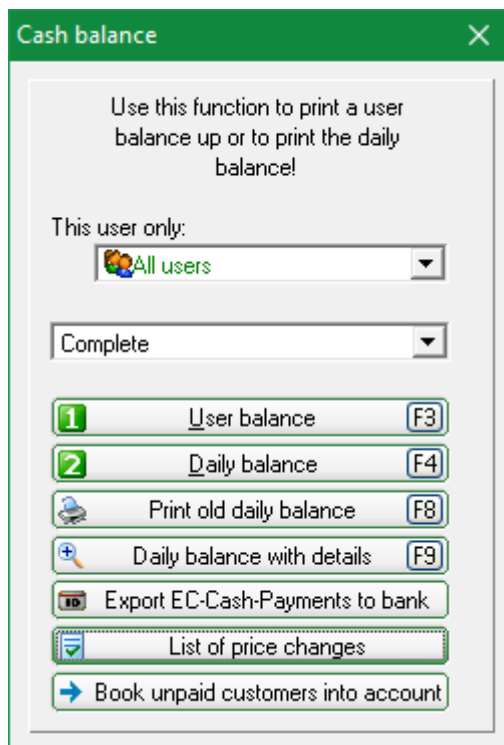 Cash balance
Use this function to print a user
balance up or to print the daily
balance!
This user only:
All users
Complete
1 User balance F3
2 Daily balance F4
Print old daily balance F8
Daily balance with details F9
ID Export EC-Cash-Payments to bank
List of price changes
Book unpaid customers into account